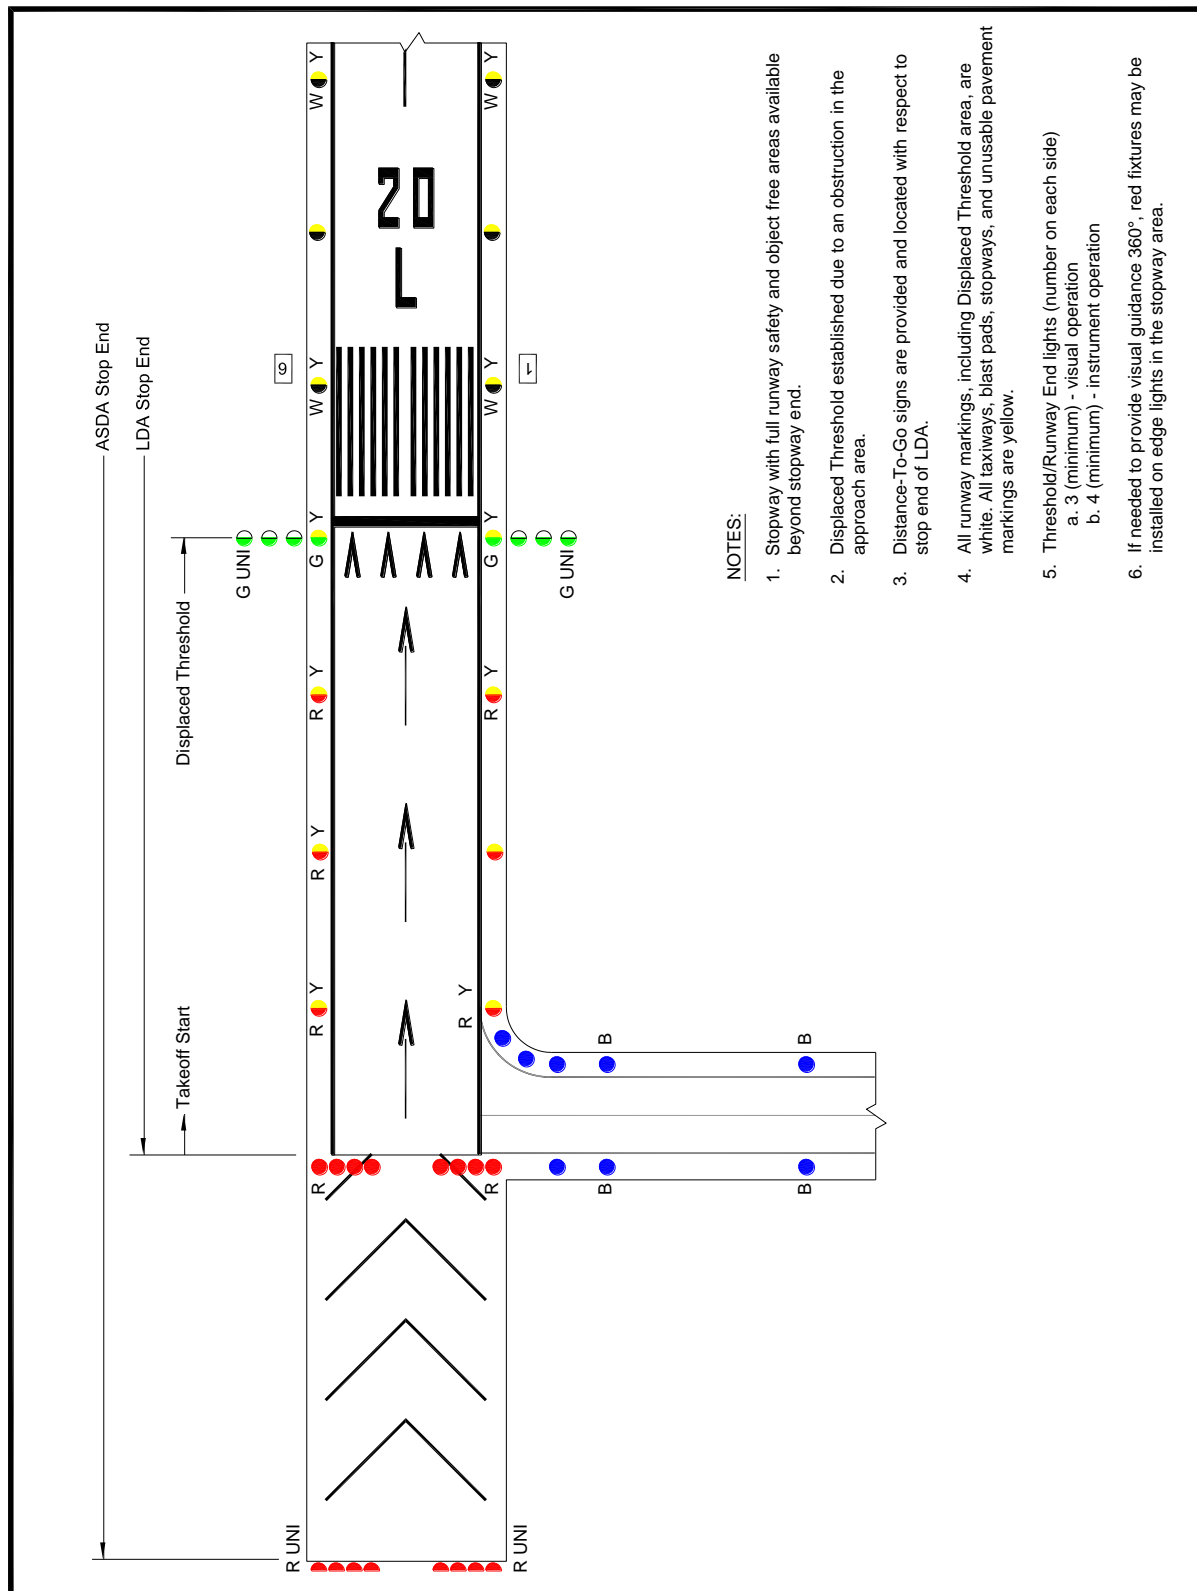 ASDA Stop End
LDA Stop End
Takeoff Start
Displaced Threshold
G UNI
9
R UNI
R R Y R Y R Y G Y W Y W Y
20
L
R Y
R R Y G Y W Y W Y
R UNI
1
G UNI
B B
B B
NOTES:
1. Stopway with full runway safety and object free areas available
beyond stopway end.
2. Displaced Threshold established due to an obstruction in the
approach area.
3. Distance-To-Go signs are provided and located with respect to
stop end of LDA.
4. All runway markings, including Displaced Threshold area, are
white. All taxiways, blast pads, stopways, and unusable pavement
markings are yellow.
5. Threshold/Runway End lights (number on each side)
a. 3 (minimum) - visual operation
b. 4 (minimum) - instrument operation
6. If needed to provide visual guidance 360°, red fixtures may be
installed on edge lights in the stopway area.